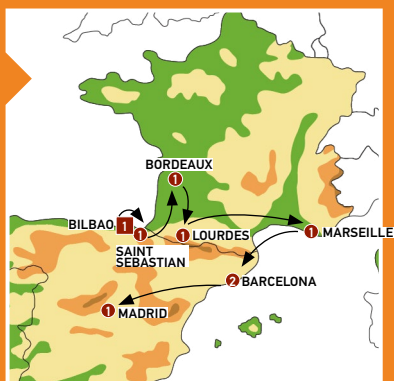 BORDEAUX
1
BILBAO 1
1 1 LOURDES 1 MARSEILLE
SAINT
SEBASTIAN
2 BARCELONA
1 MADRID